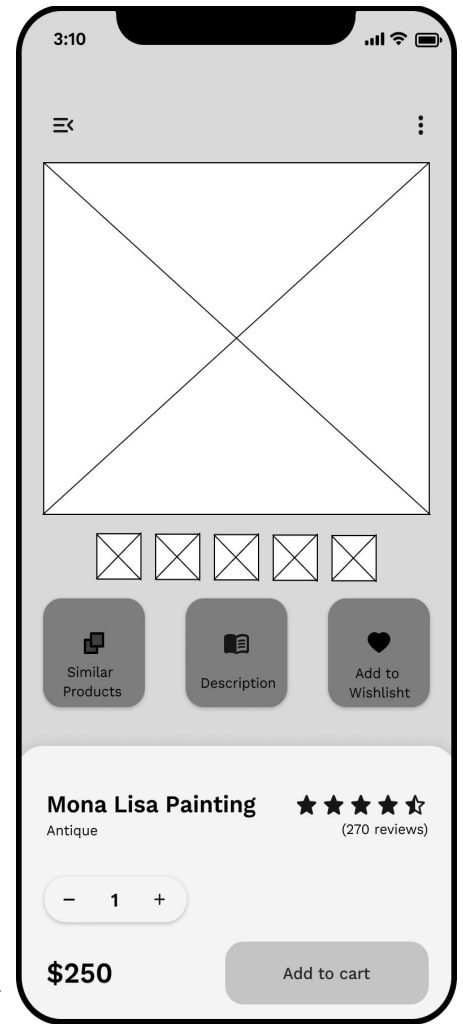 3:10
Similar
Products
Description
Add to
Wishlisht
Mona Lisa Painting
Antique
(270 reviews)
− 1 +
$250
Add to cart